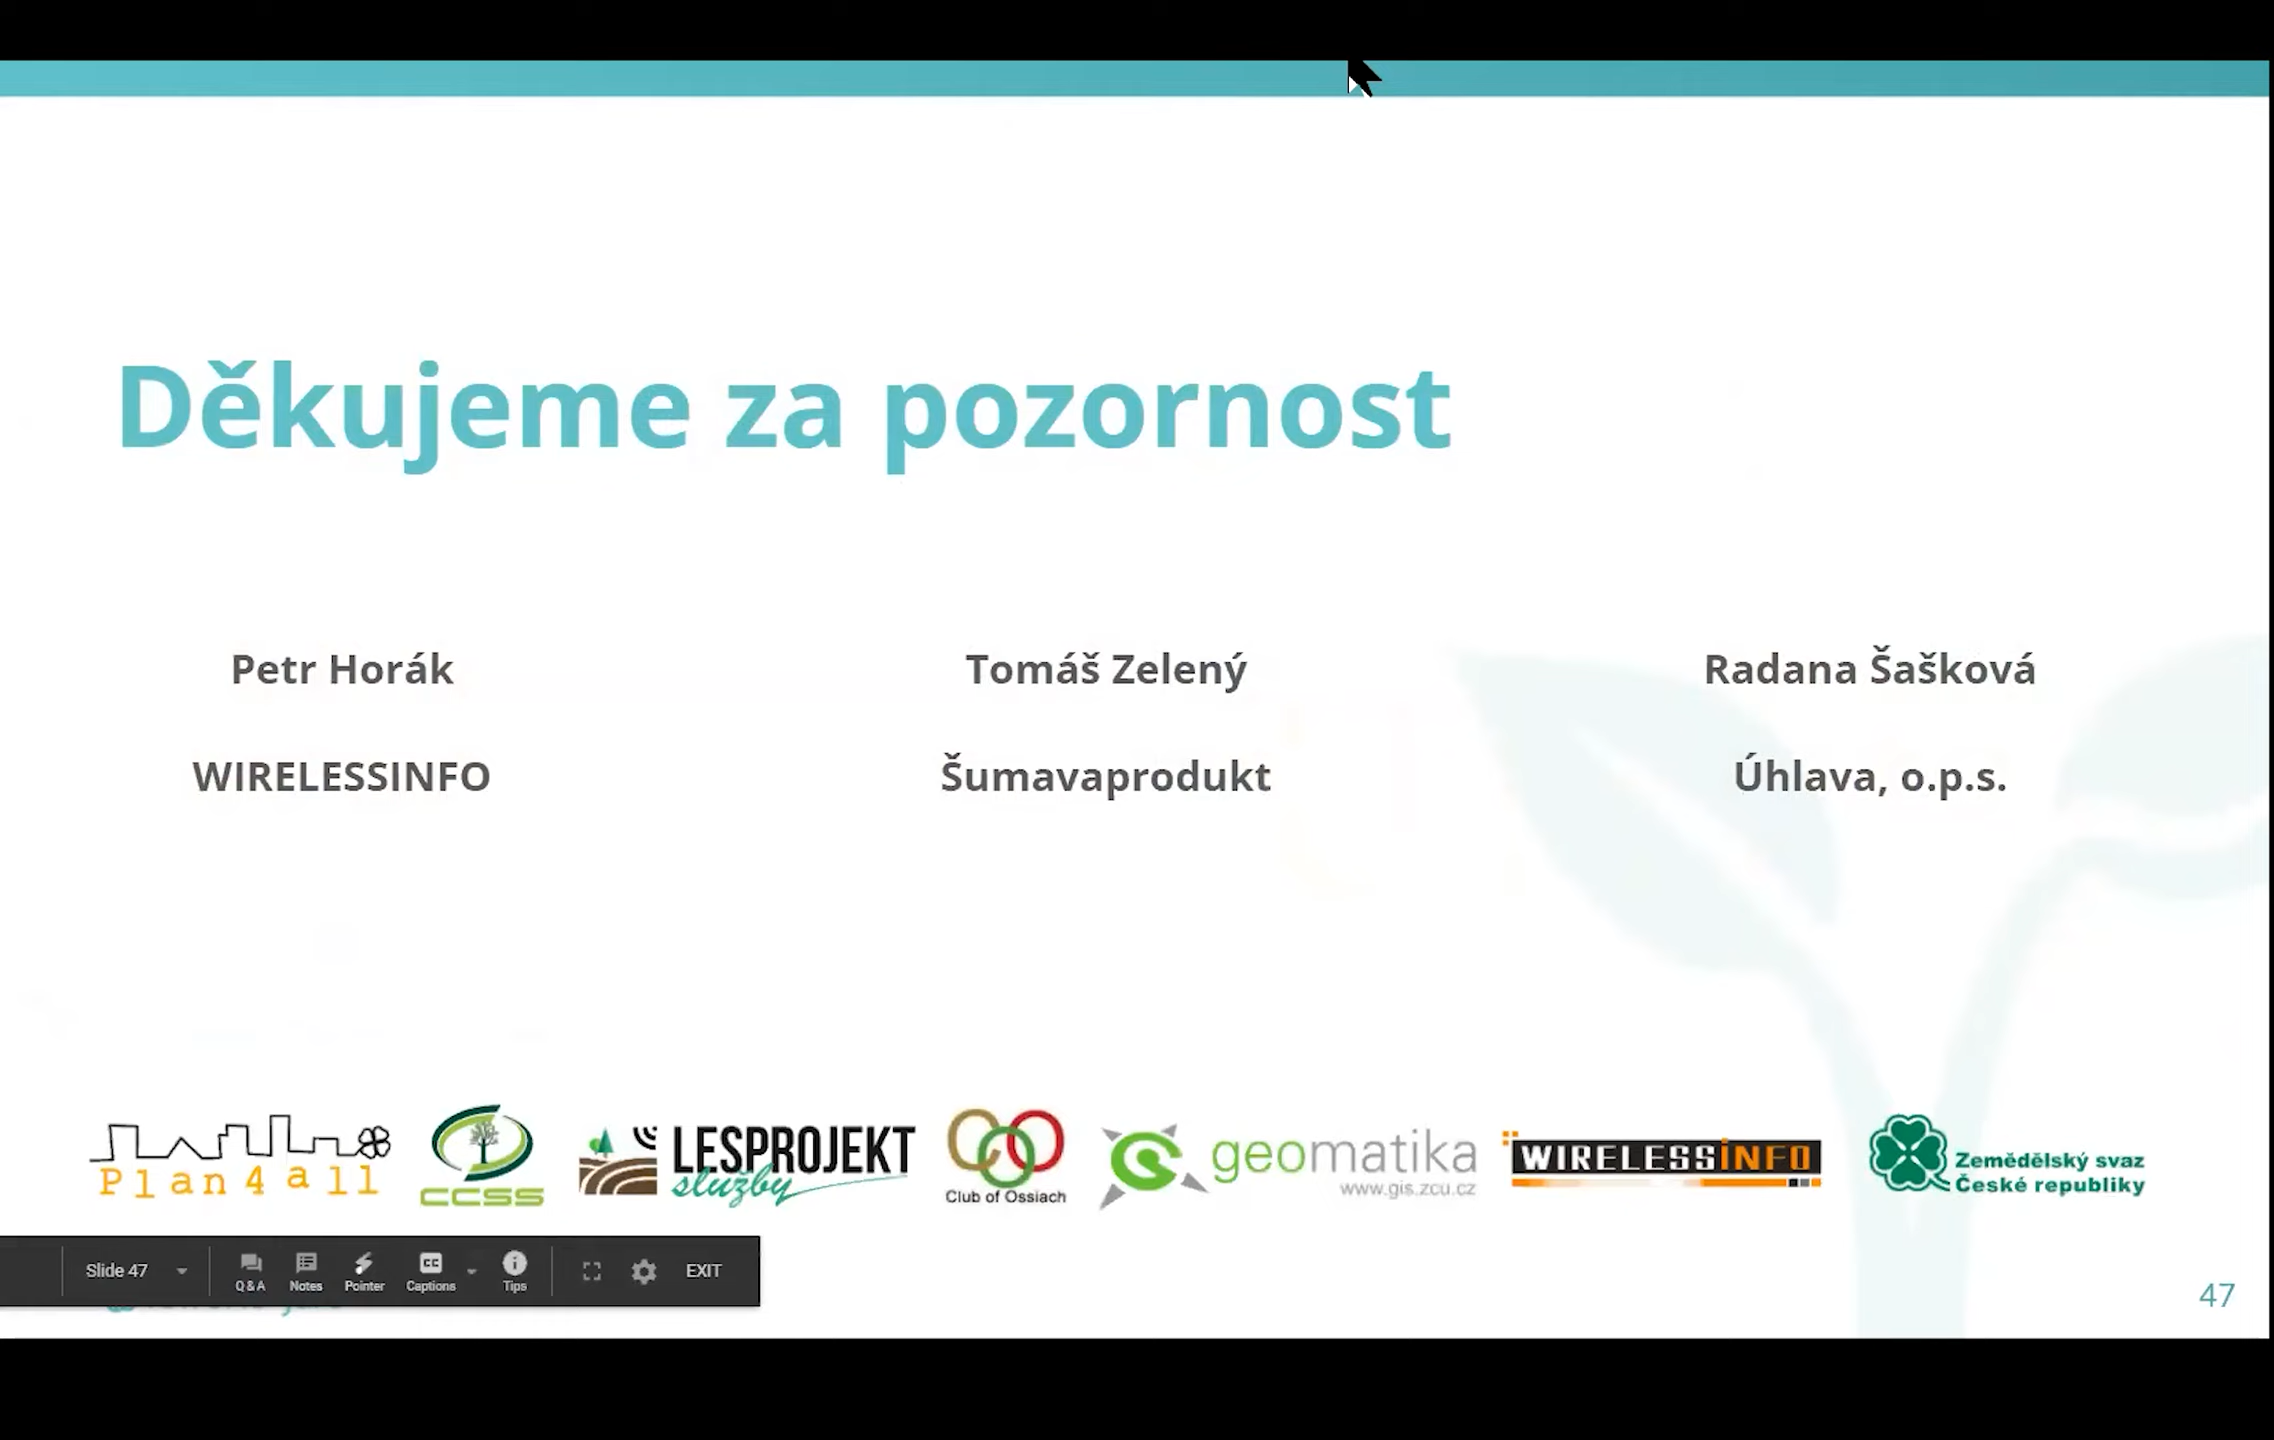 Děkujeme za pozornost
Petr Horák
Tomáš Zelený
Radana Šašková
WIRELESSINFO
Šumavaprodukt
Úhlava, o.p.s.
Plan4all
CCSS
LESPROJEKT
služby
Club of Ossiach
geomatika
www.gis.zcu.cz
WIRELESSINFO
Zemědělský svaz
České republiky
Slide 47
Q & A
Notes
Pointer
CC
Captions
Tips
EXIT
47